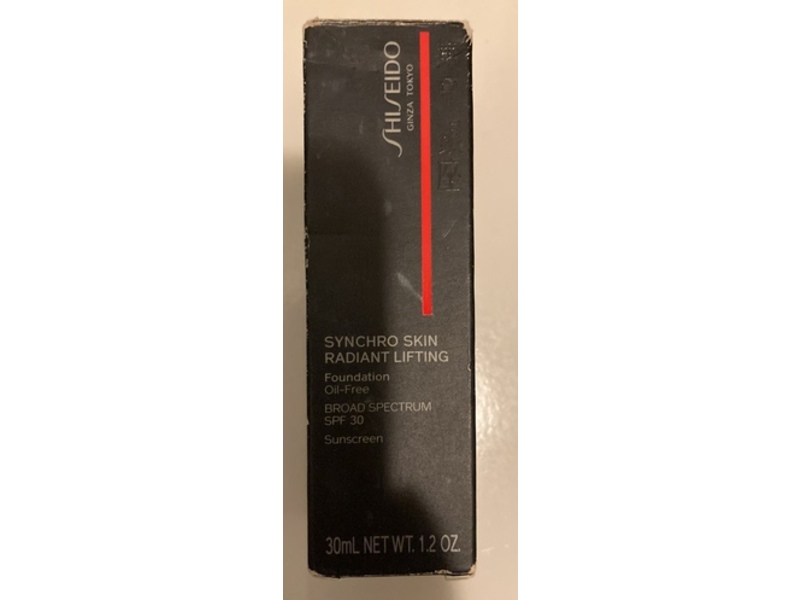 SHISEIDO
GINZA TOKYO
SYNCHRO SKIN
RADIANT LIFTING
Foundation
Oil-Free
BROAD SPECTRUM
SPF 30
Sunscreen
30mL NET WT. 1.2 OZ.